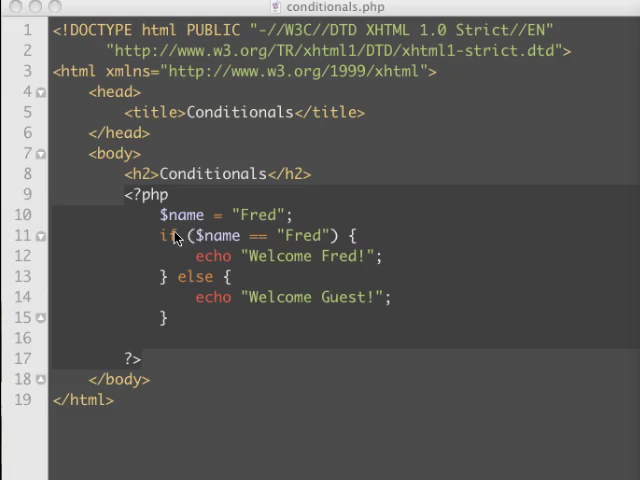 conditionals.php
1 <!DOCTYPE html PUBLIC "-//W3C//DTD XHTML 1.0 Strict//EN"
2 "http://www.w3.org/TR/xhtml1/DTD/xhtml1-strict.dtd">
3 <html xmlns="http://www.w3.org/1999/xhtml">
4 <head>
5 <title>Conditionals</title>
6 </head>
7 <body>
8 <h2>Conditionals</h2>
9 <?php
10 $name = "Fred";
11 if ($name == "Fred") {
12 echo "Welcome Fred!";
13 } else {
14 echo "Welcome Guest!";
15 }
16
17 ?>
18 </body>
19 </html>